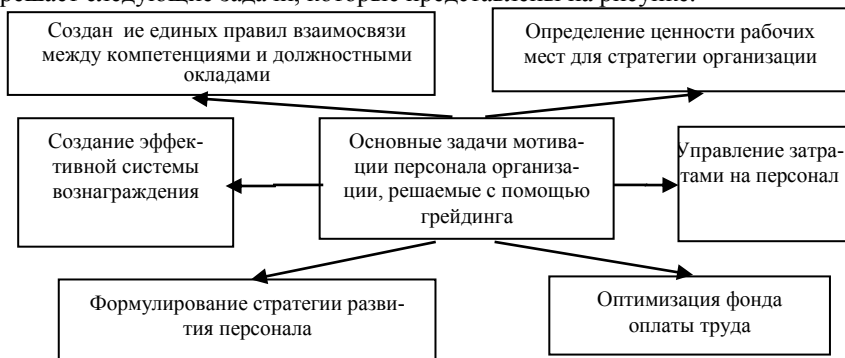 решает следующие задачи, которые представлены на рисунке.
Создан ие единых правил взаимосвязи
между компетенциями и должностными
окладами
Определение ценности рабочих
мест для стратегии организации
Создание эффек-
тивной системы
вознаграждения
Основные задачи мотива-
ции персонала организа-
ции, решаемые с помощью
грейдинга
Управление затра-
тами на персонал
Формулирование стратегии разви-
тия персонала
Оптимизация фонда
оплаты труда